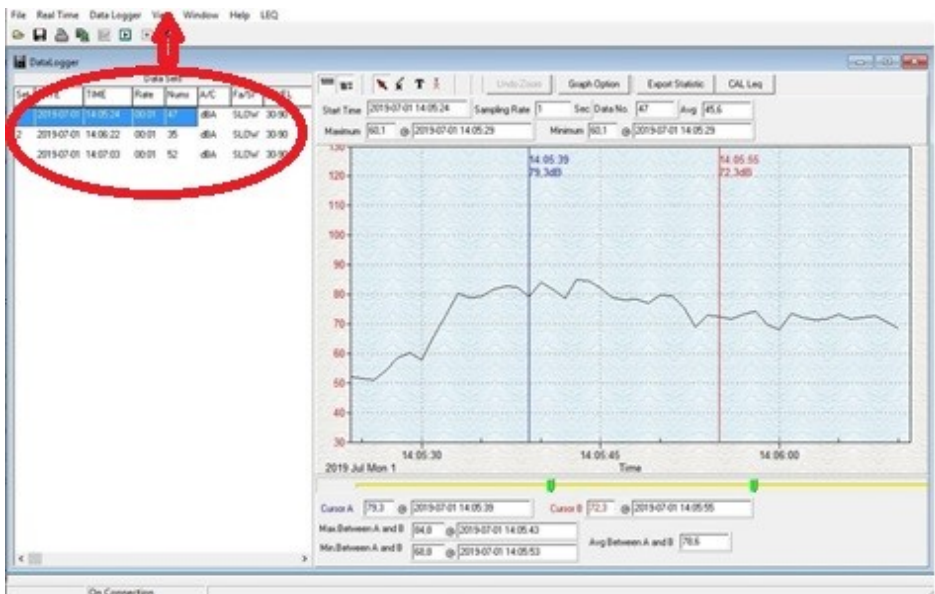 File Real Time Data Logger Window Help LEQ
DataLogger
Data Sets
TIME Rate Nums A/C
2019-07-01 14:05:24 00:01 47 dBA SLOW 30-90
2 2019-07-01 14:06:22 00:01 35 dBA SLOW 30-90
2019-07-01 14:07:03 00:01 52 dBA SLOW 30-90
Undo Zoom Graph Option Export Statistic CAL Leq
Start Time 2019-07-01 14:05:24 Sampling Rate 1 Sec. Data No. 47 Avg 45,6
Maximum 60,1 @ 2019-07-01 14:05:29 Minimum 60,1 @ 2019-07-01 14:05:29
130
14:05:39 14:05:55
120 79,3dB 72,3dB
110
100
90
80
70
60
50
40
30
14:05:30 14:05:45 14:06:00
2019 Jul Mon 1 Time
Cursor A 79,3 @ 2019-07-01 14:05:39 Cursor B 72,3 @ 2019-07-01 14:05:55
Max.Between A and B 84,8 @ 2019-07-01 14:05:43
Avg Between A and B 78,6
Min.Between A and B 68,8 @ 2019-07-01 14:05:53
On Connection